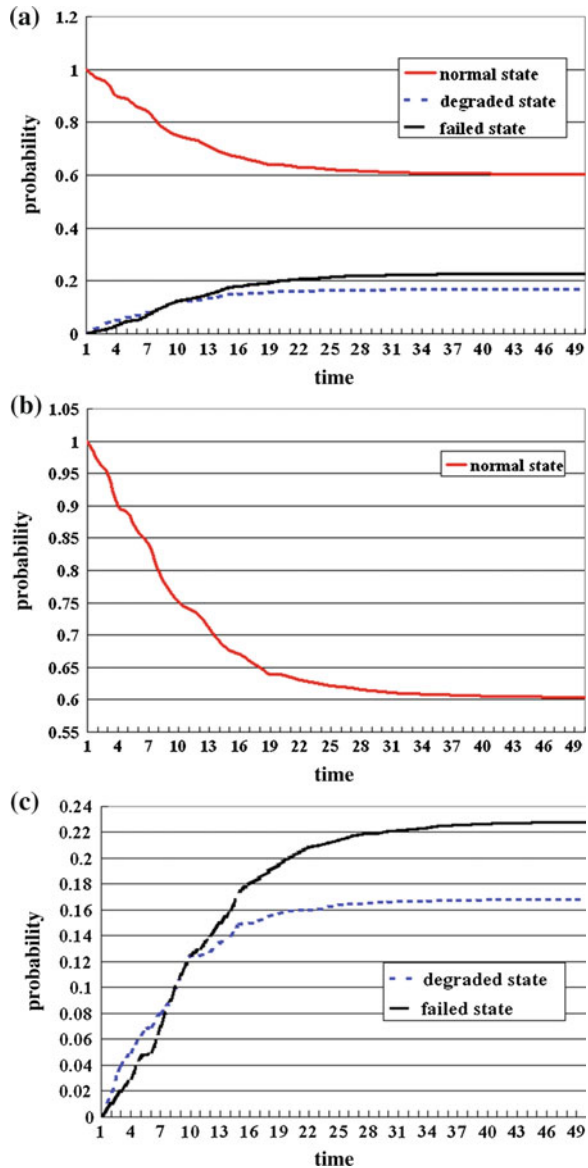 (a)
1.2
1
0.8
0.6
0.4
0.2
0
probability
normal state
degraded state
failed state
1 4 7 10 13 16 19 22 25 28 31 34 37 40 43 46 49
time
(b)
1.05
1
0.95
0.9
0.85
0.8
0.75
0.7
0.65
0.6
0.55
probability
normal state
1 4 7 10 13 16 19 22 25 28 31 34 37 40 43 46 49
time
(c)
0.24
0.22
0.2
0.18
0.16
0.14
0.12
0.1
0.08
0.06
0.04
0.02
0
probability
degraded state
failed state
1 4 7 10 13 16 19 22 25 28 31 34 37 40 43 46 49
time